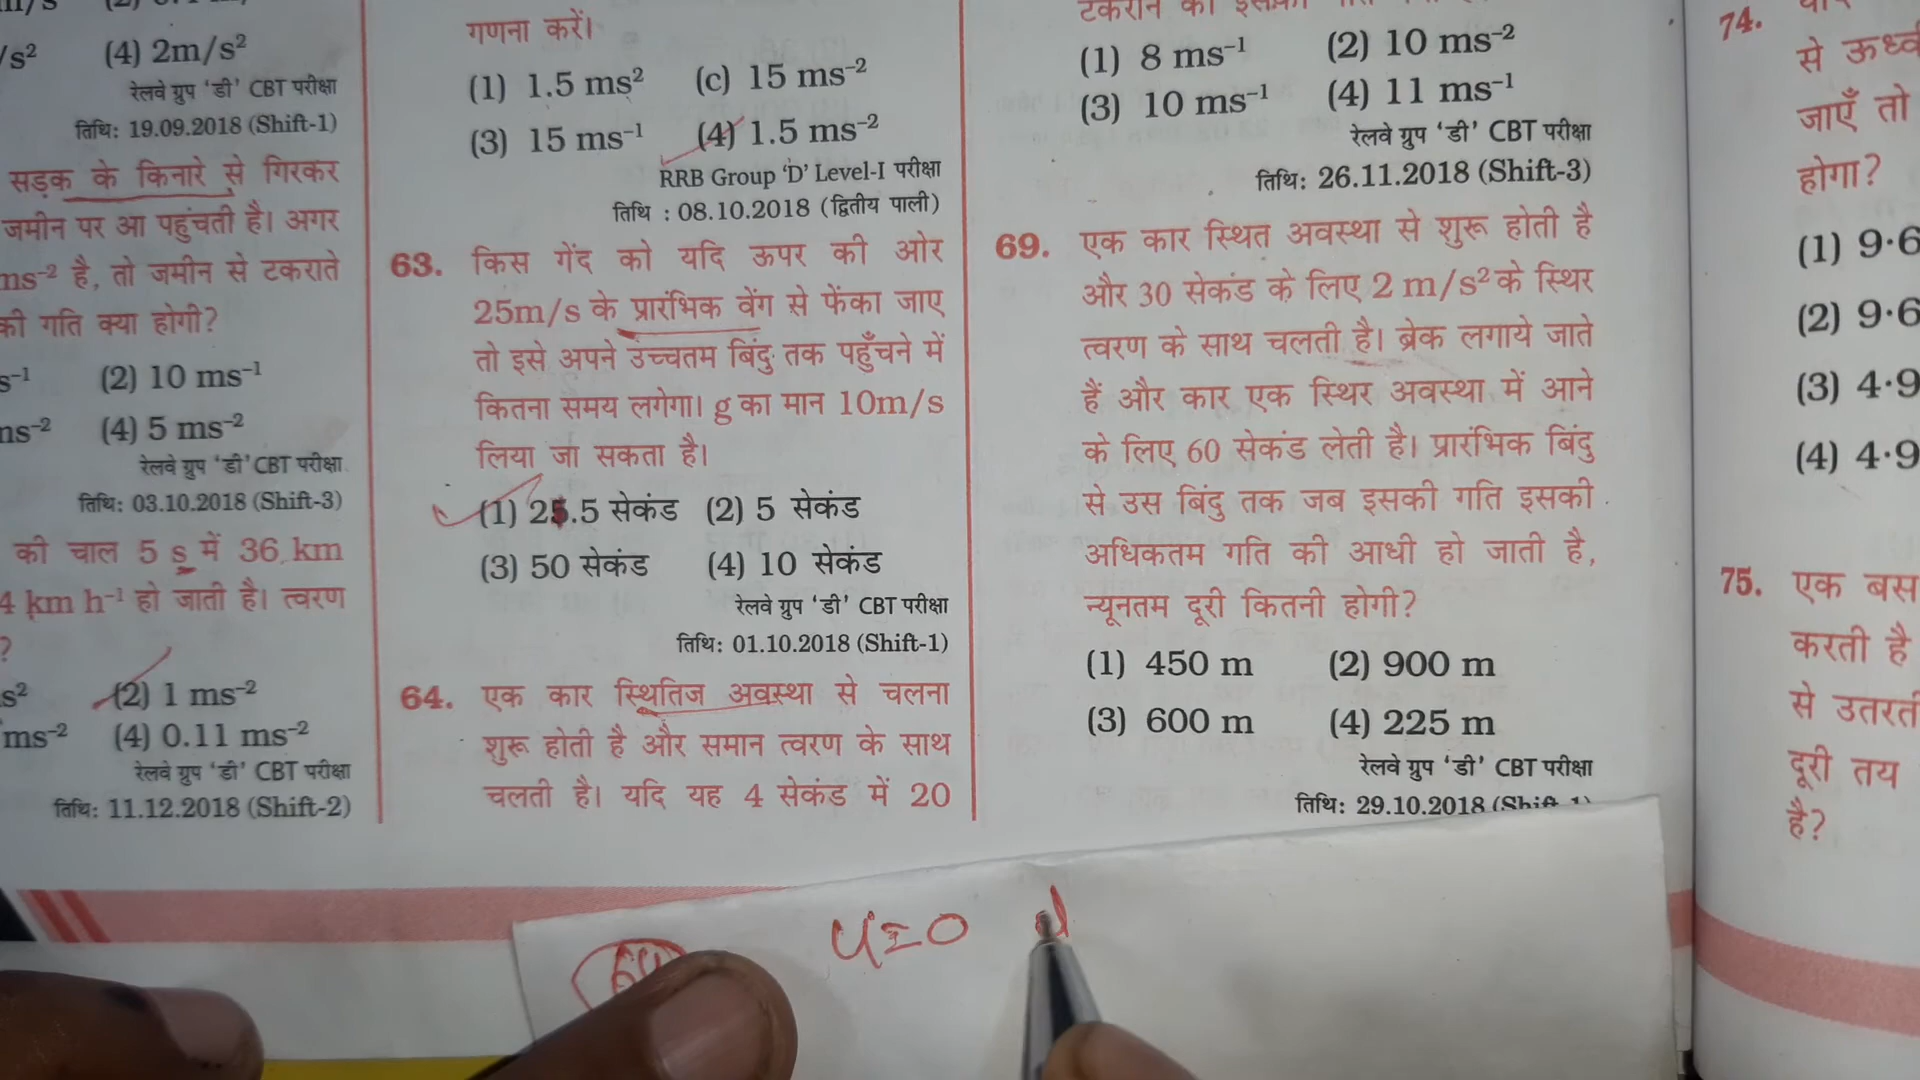 (4) 2m/s²
/s²
रेलवे ग्रुप 'डी' CBT परीक्षा
तिथि: 19.09.2018 (Shift-1)
सड़क के किनारे से गिरकर
जमीन पर आ पहुंचती है। अगर
ms⁻² है, तो जमीन से टकराते
की गति क्या होगी?
s⁻¹ (2) 10 ms⁻¹
ns⁻² (4) 5 ms⁻²
रेलवे ग्रुप 'डी' CBT परीक्षा
तिथि: 03.10.2018 (Shift-3)
की चाल 5 s में 36 km
4 km h⁻¹ हो जाती है। त्वरण
?
s² (2) 1 ms⁻²
ms⁻² (4) 0.11 ms⁻²
रेलवे ग्रुप 'डी' CBT परीक्षा
तिथि: 11.12.2018 (Shift-2)
गणना करें।
(1) 1.5 ms² (c) 15 ms⁻²
(3) 15 ms⁻¹ (4) 1.5 ms⁻²
RRB Group 'D' Level-I परीक्षा
तिथि : 08.10.2018 (द्वितीय पाली)
63. किस गेंद को यदि ऊपर की ओर
25m/s के प्रारंभिक वेंग से फेंका जाए
तो इसे अपने उच्चतम बिंदु तक पहुँचने में
कितना समय लगेगा। g का मान 10m/s
लिया जा सकता है।
(1) 25.5 सेकंड (2) 5 सेकंड
(3) 50 सेकंड (4) 10 सेकंड
रेलवे ग्रुप 'डी' CBT परीक्षा
तिथि: 01.10.2018 (Shift-1)
64. एक कार स्थितिज अवस्था से चलना
शुरू होती है और समान त्वरण के साथ
चलती है। यदि यह 4 सेकंड में 20
(1) 8 ms⁻¹ (2) 10 ms⁻²
(3) 10 ms⁻¹ (4) 11 ms⁻¹
रेलवे ग्रुप 'डी' CBT परीक्षा
तिथि: 26.11.2018 (Shift-3)
69. एक कार स्थित अवस्था से शुरू होती है
और 30 सेकंड के लिए 2 m/s² के स्थिर
त्वरण के साथ चलती है। ब्रेक लगाये जाते
हैं और कार एक स्थिर अवस्था में आने
के लिए 60 सेकंड लेती है। प्रारंभिक बिंदु
से उस बिंदु तक जब इसकी गति इसकी
अधिकतम गति की आधी हो जाती है,
न्यूनतम दूरी कितनी होगी?
(1) 450 m (2) 900 m
(3) 600 m (4) 225 m
रेलवे ग्रुप 'डी' CBT परीक्षा
तिथि: 29.10.2018 (Shift-1)
74.
से ऊर्ध्व
जाएँ तो
होगा?
(1) 9·6
(2) 9·6
(3) 4·9
(4) 4·9
75. एक बस
करती है
से उतरती
दूरी तय
है?
64
u=0 d